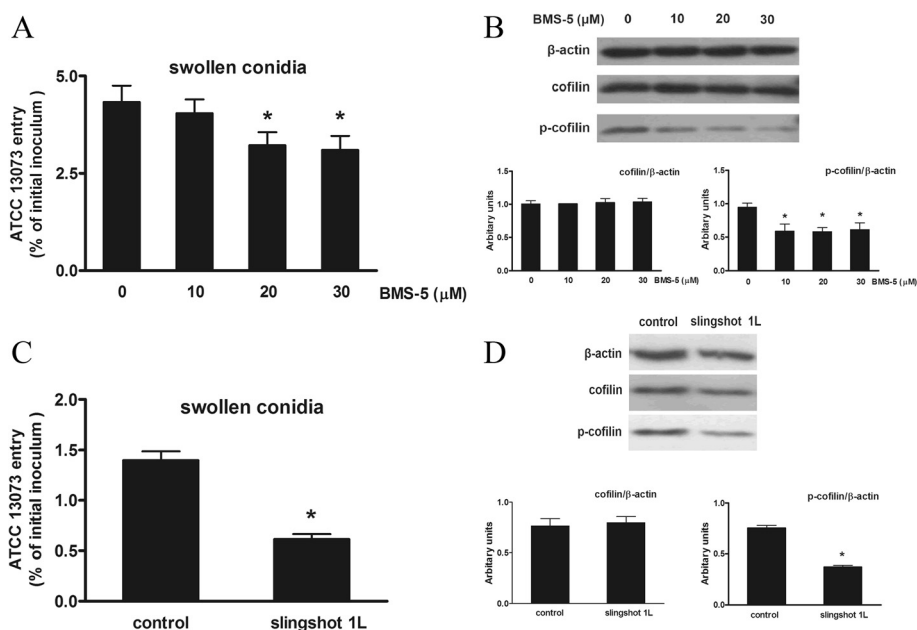 A
swollen conidia
ATCC 13073 entry
(% of initial inoculum )
5.0
2.5
0.0
*
*
0 10 20 30 BMS-5 (μM)
B
BMS-5 (μM) 0 10 20 30
β-actin
cofilin
p-cofilin
cofilin/β-actin
Arbitary units
1.5
1.0
0.5
0.0
0 10 20 30 BMS-5 (μM)
p-cofilin/β-actin
Arbitary units
1.5
1.0
0.5
0.0
* * *
0 10 20 30 BMS-5 (μM)
C
swollen conidia
ATCC 13073 entry
(% of initial inoculum )
2.0
1.5
1.0
0.5
0.0
*
control slingshot 1L
D
control slingshot 1L
β-actin
cofilin
p-cofilin
cofilin/β-actin
Arbitary units
1.0
0.5
0.0
control slingshot 1L
p-cofilin/β-actin
Arbitary units
1.0
0.5
0.0
*
control slingshot 1L